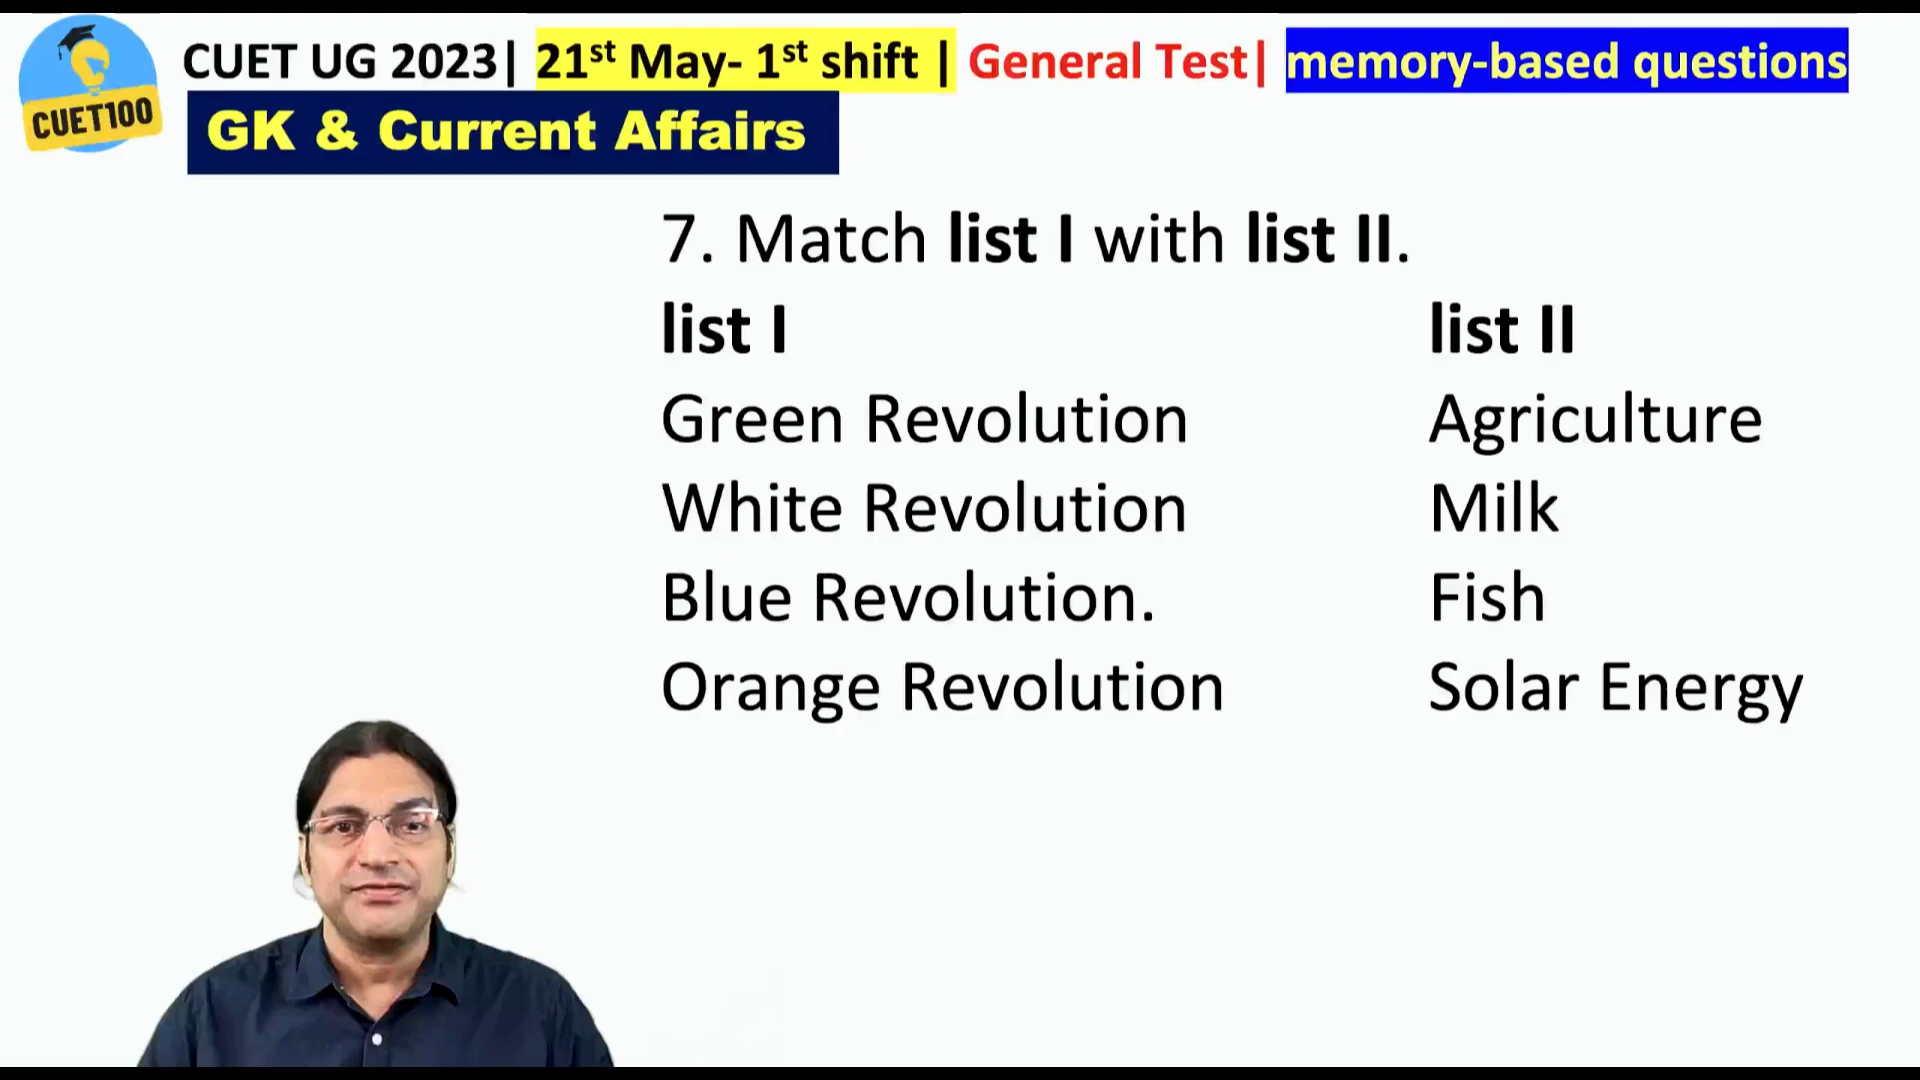 CUET100
CUET UG 2023| 21st May- 1st shift | General Test| memory-based questions
GK & Current Affairs
7. Match list I with list II.
list I list II
Green Revolution Agriculture
White Revolution Milk
Blue Revolution. Fish
Orange Revolution Solar Energy